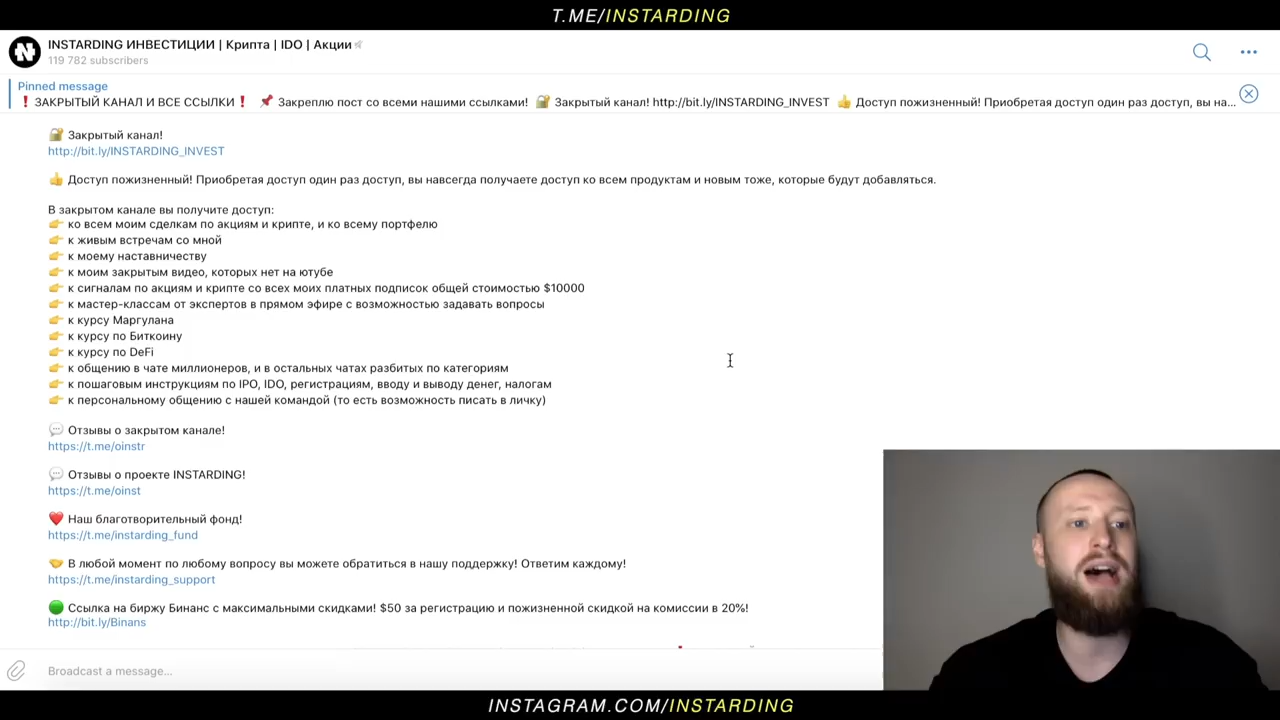 T.ME/INSTARDING
INSTARDING ИНВЕСТИЦИИ | Крипта | IDO | Акции
119 782 subscribers
Pinned message
❗ ЗАКРЫТЫЙ КАНАЛ И ВСЕ ССЫЛКИ❗ 📌 Закреплю пост со всеми нашими ссылками! 🔐 Закрытый канал! http://bit.ly/INSTARDING_INVEST 👍 Доступ пожизненный! Приобретая доступ один раз доступ, вы на...
🔐 Закрытый канал!
http://bit.ly/INSTARDING_INVEST
👍 Доступ пожизненный! Приобретая доступ один раз доступ, вы навсегда получаете доступ ко всем продуктам и новым тоже, которые будут добавляться.
В закрытом канале вы получите доступ:
👉 ко всем моим сделкам по акциям и крипте, и ко всему портфелю
👉 к живым встречам со мной
👉 к моему наставничеству
👉 к моим закрытым видео, которых нет на ютубе
👉 к сигналам по акциям и крипте со всех моих платных подписок общей стоимостью $10000
👉 к мастер-классам от экспертов в прямом эфире с возможностью задавать вопросы
👉 к курсу Маргулана
👉 к курсу по Биткоину
👉 к курсу по DeFi
👉 к общению в чате миллионеров, и в остальных чатах разбитых по категориям
👉 к пошаговым инструкциям по IPO, IDO, регистрациям, вводу и выводу денег, налогам
👉 к персональному общению с нашей командой (то есть возможность писать в личку)
💬 Отзывы о закрытом канале!
https://t.me/oinstr
💬 Отзывы о проекте INSTARDING!
https://t.me/oinst
❤️ Наш благотворительный фонд!
https://t.me/instarding_fund
🤝 В любой момент по любому вопросу вы можете обратиться в нашу поддержку! Ответим каждому!
https://t.me/instarding_support
🟢 Ссылка на биржу Бинанс с максимальными скидками! $50 за регистрацию и пожизненной скидкой на комиссии в 20%!
http://bit.ly/Binans
Broadcast a message...
INSTAGRAM.COM/INSTARDING